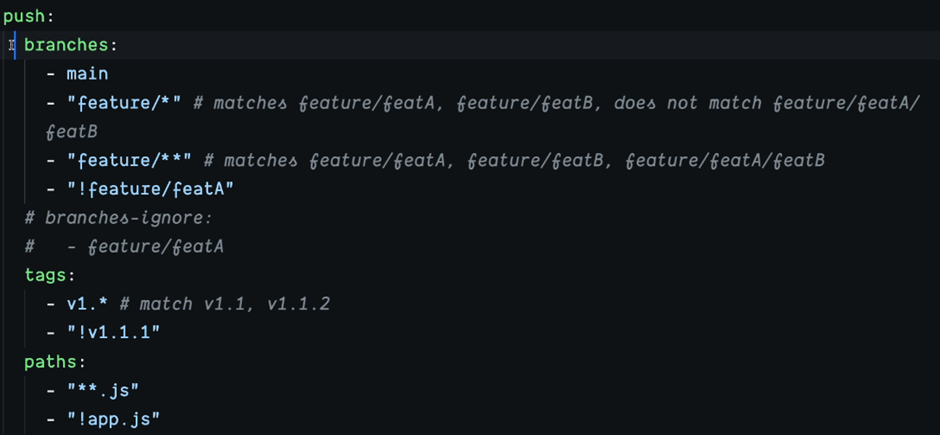 push:
  branches:
    - main
    - "feature/*" # matches feature/featA, feature/featB, does not match feature/featA/
    featB
    - "feature/**" # matches feature/featA, feature/featB, feature/featA/featB
    - "!feature/featA"
  # branches-ignore:
  #   - feature/featA
  tags:
    - v1.* # match v1.1, v1.1.2
    - "!v1.1.1"
  paths:
    - "**.js"
    - "!app.js"